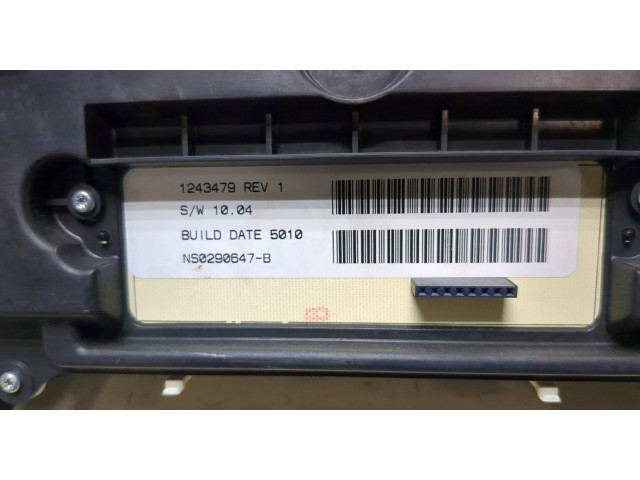 1243479 REV 1
S/W 10.04
BUILD DATE 5010
NS0290647-B